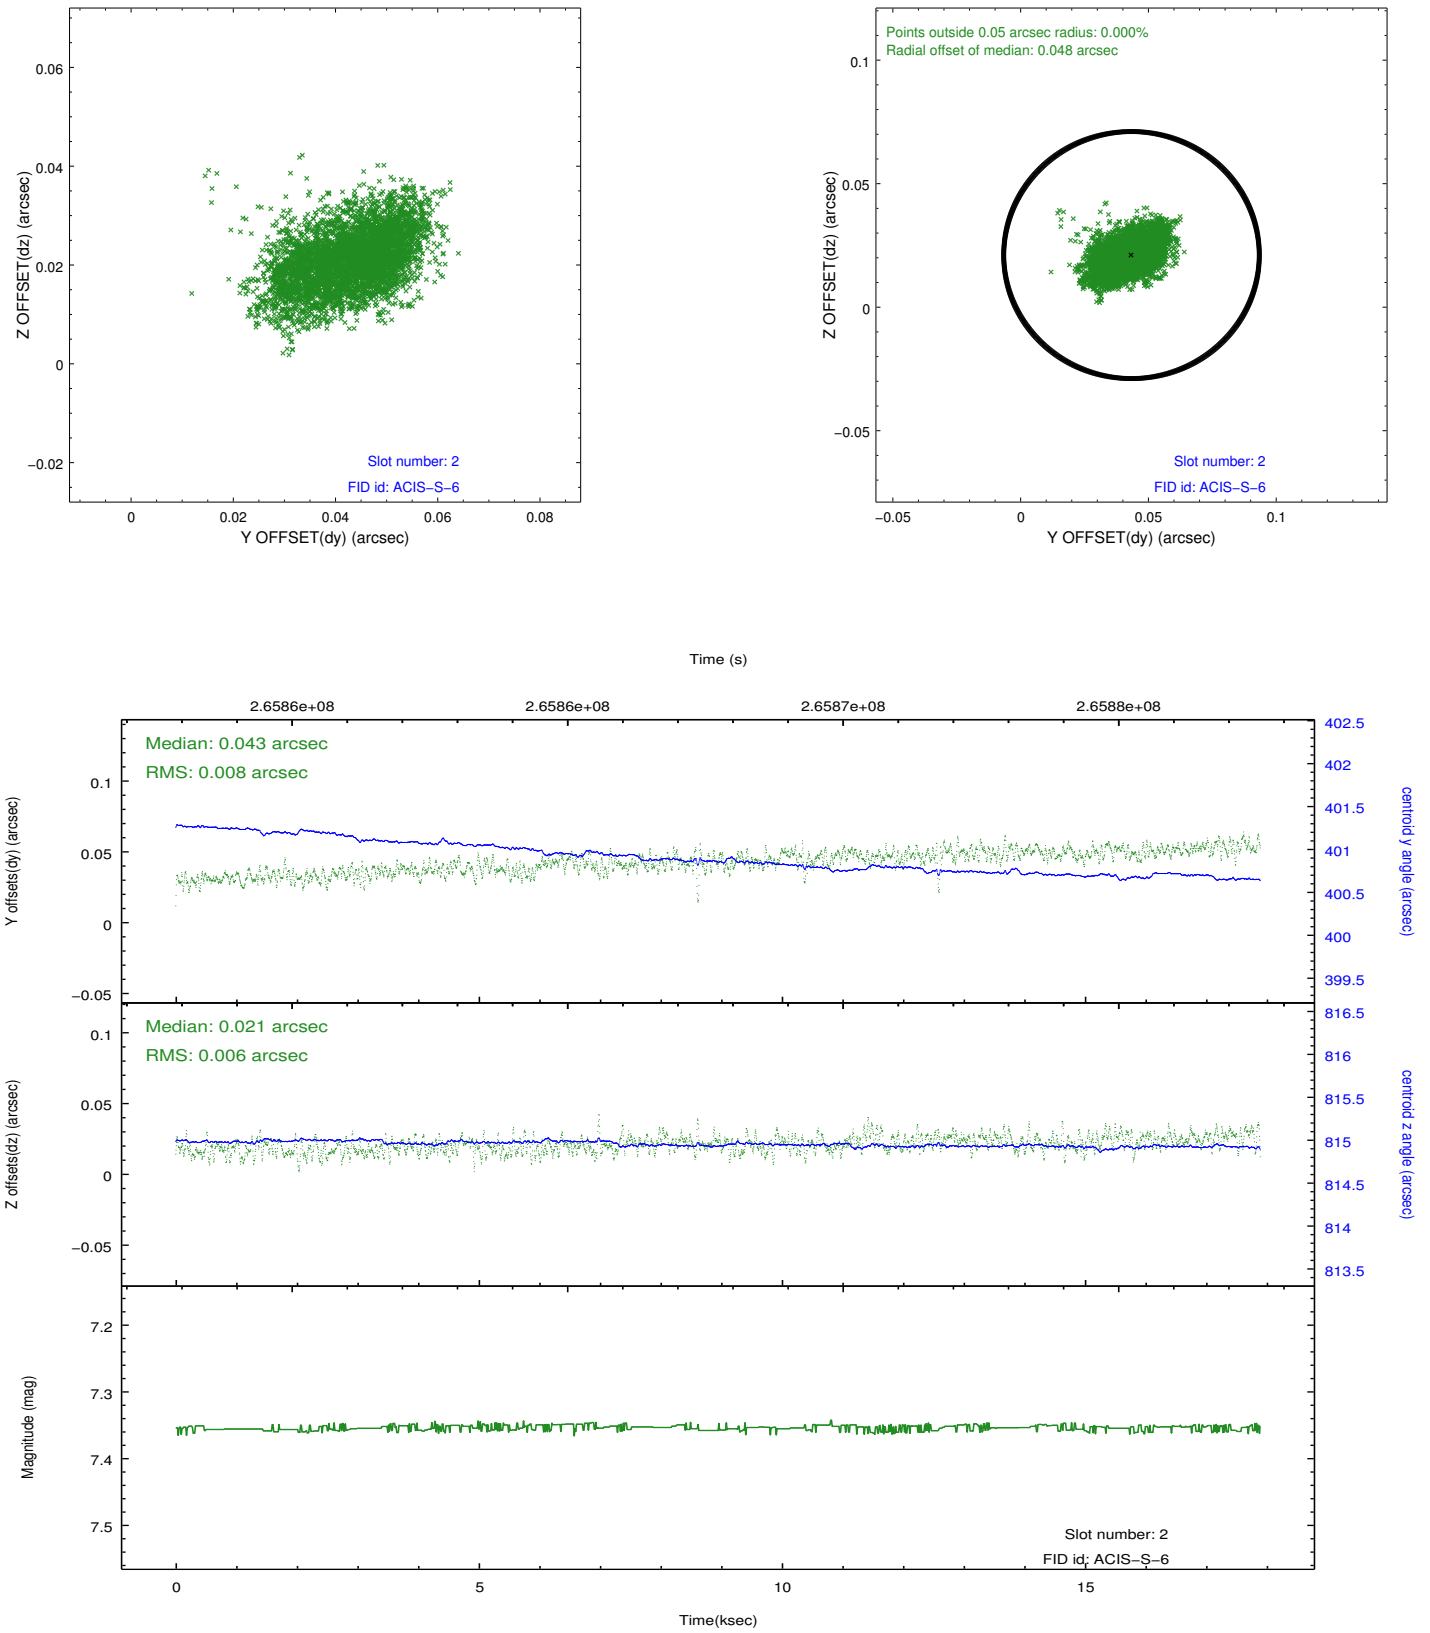 0.06
0.04
0.02
0
−0.02
Z OFFSET(dz) (arcsec)
Slot number: 2
FID id: ACIS−S−6
0
0.02
0.04
0.06
0.08
Y OFFSET(dy) (arcsec)
Points outside 0.05 arcsec radius: 0.000%
Radial offset of median: 0.048 arcsec
0.1
0.05
0
−0.05
Z OFFSET(dz) (arcsec)
Slot number: 2
FID id: ACIS−S−6
−0.05
0
0.05
0.1
Y OFFSET(dy) (arcsec)
Time (s)
2.6586e+08
2.6586e+08
2.6587e+08
2.6588e+08
Median: 0.043 arcsec
RMS: 0.008 arcsec
0.1
0.05
0
−0.05
Y offsets(dy) (arcsec)
402.5
402
401.5
401
400.5
400
399.5
centroid y angle (arcsec)
Median: 0.021 arcsec
RMS: 0.006 arcsec
0.1
0.05
0
−0.05
Z offsets(dz) (arcsec)
816.5
816
815.5
815
814.5
814
813.5
centroid z angle (arcsec)
7.2
7.3
7.4
7.5
Magnitude (mag)
Slot number: 2
FID id: ACIS−S−6
0
5
10
15
Time(ksec)